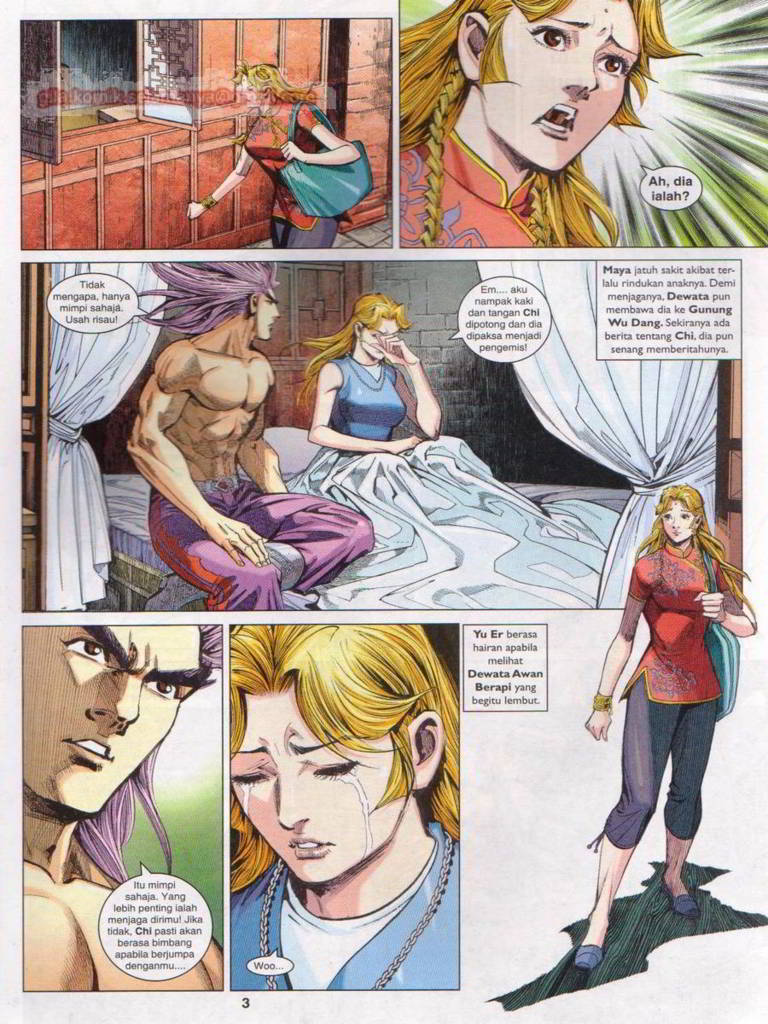 Ah, dia
ialah?
Tidak
mengapa, hanya
mimpi sahaja.
Usah risau!
Em.... aku
nampak kaki
dan tangan Chi
dipotong dan dia
dipaksa menjadi
pengemis!
Maya jatuh sakit akibat ter-
lalu rindukan anaknya. Demi
menjaganya, Dewata pun
membawa dia ke Gunung
Wu Dang. Sekiranya ada
berita tentang Chi, dia pun
senang memberitahunya.
Itu mimpi
sahaja. Yang
lebih penting ialah
menjaga dirimu! Jika
tidak, Chi pasti akan
berasa bimbang
apabila berjumpa
denganmu....
Woo...
Yu Er berasa
hairan apabila
melihat
Dewata Awan
Berapi yang
begitu lembut.
3